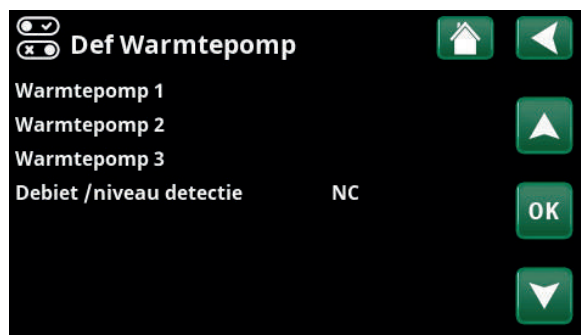 Def Warmtepomp
Warmtepomp 1
Warmtepomp 2
Warmtepomp 3
Debiet /niveau detectie NC
OK